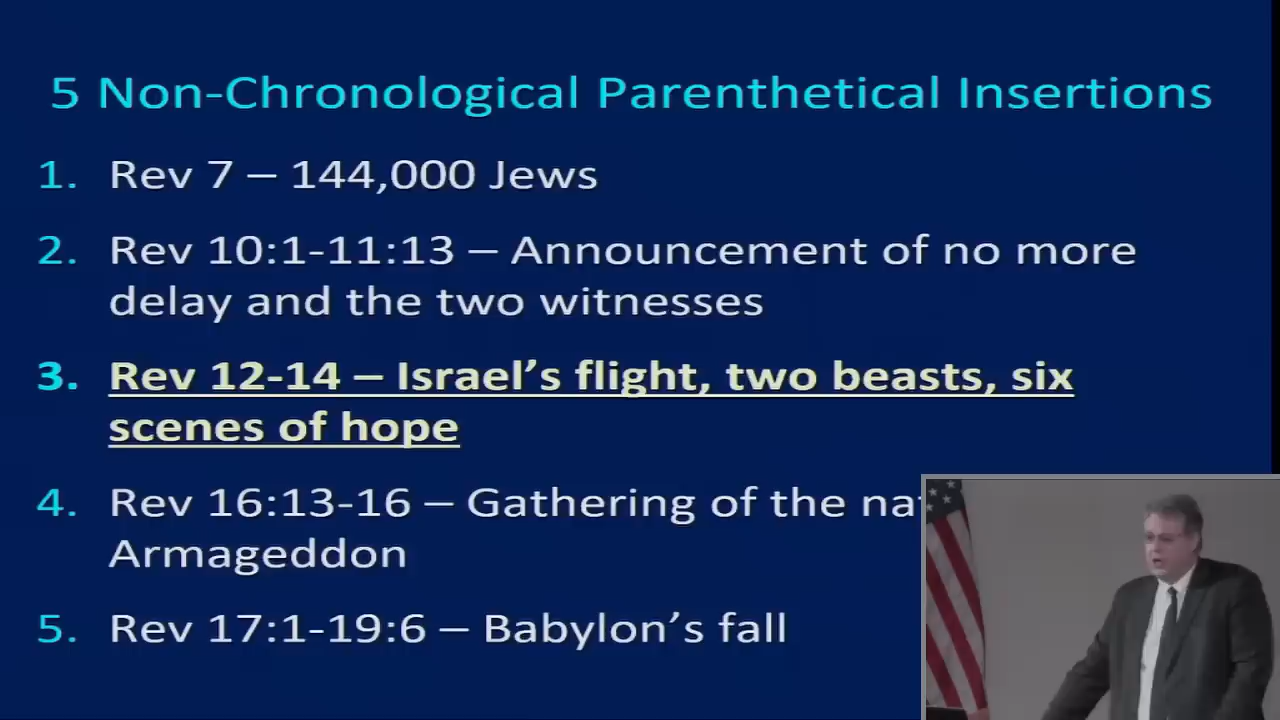 5 Non-Chronological Parenthetical Insertions
1. Rev 7 – 144,000 Jews
2. Rev 10:1-11:13 – Announcement of no more
delay and the two witnesses
3. Rev 12-14 – Israel’s flight, two beasts, six
scenes of hope
4. Rev 16:13-16 – Gathering of the
Armageddon
5. Rev 17:1-19:6 – Babylon’s fall